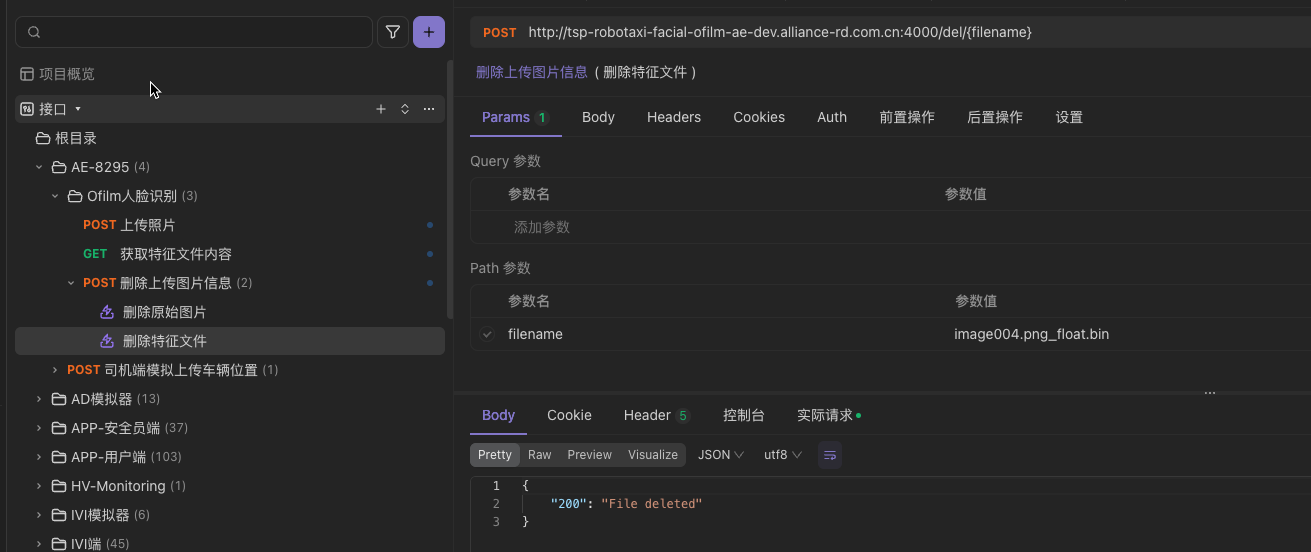 项目概览
接口
根目录
AE-8295 (4)
Ofilm人脸识别 (3)
POST 上传照片
GET 获取特征文件内容
POST 删除上传图片信息 (2)
删除原始图片
删除特征文件
POST 司机端模拟上传车辆位置 (1)
AD模拟器 (13)
APP-安全员端 (37)
APP-用户端 (103)
HV-Monitoring (1)
IVI模拟器 (6)
IVI端 (45)
POST http://tsp-robotaxi-facial-ofilm-ae-dev.alliance-rd.com.cn:4000/del/{filename}
删除上传图片信息 ( 删除特征文件 )
Params 1 Body Headers Cookies Auth 前置操作 后置操作 设置
Query 参数
参数名 参数值
添加参数
Path 参数
参数名 参数值
filename image004.png_float.bin
Body Cookie Header 5 控制台 实际请求
Pretty Raw Preview Visualize JSON utf8
1 {
2 "200": "File deleted"
3 }